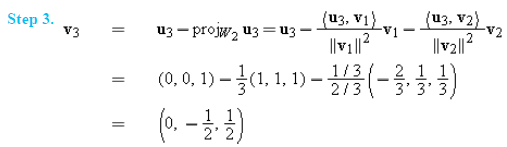 Step 3. v₃ = u₃ − proj_W₂ u₃ = u₃ − ⟨u₃, v₁⟩/‖v₁‖² v₁ − ⟨u₃, v₂⟩/‖v₂‖² v₂
= (0, 0, 1) − 1/3 (1, 1, 1) − (1/3)/(2/3) (−2/3, 1/3, 1/3)
= (0, −1/2, 1/2)